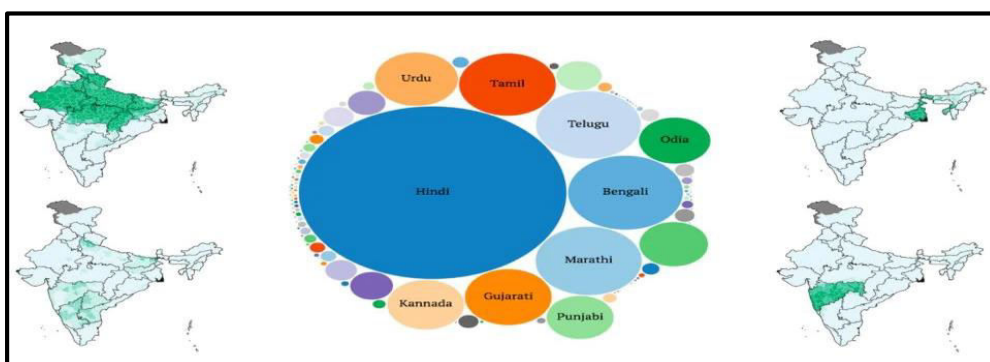 Urdu
Tamil
Telugu
Odia
Hindi
Bengali
Marathi
Kannada
Gujarati
Punjabi